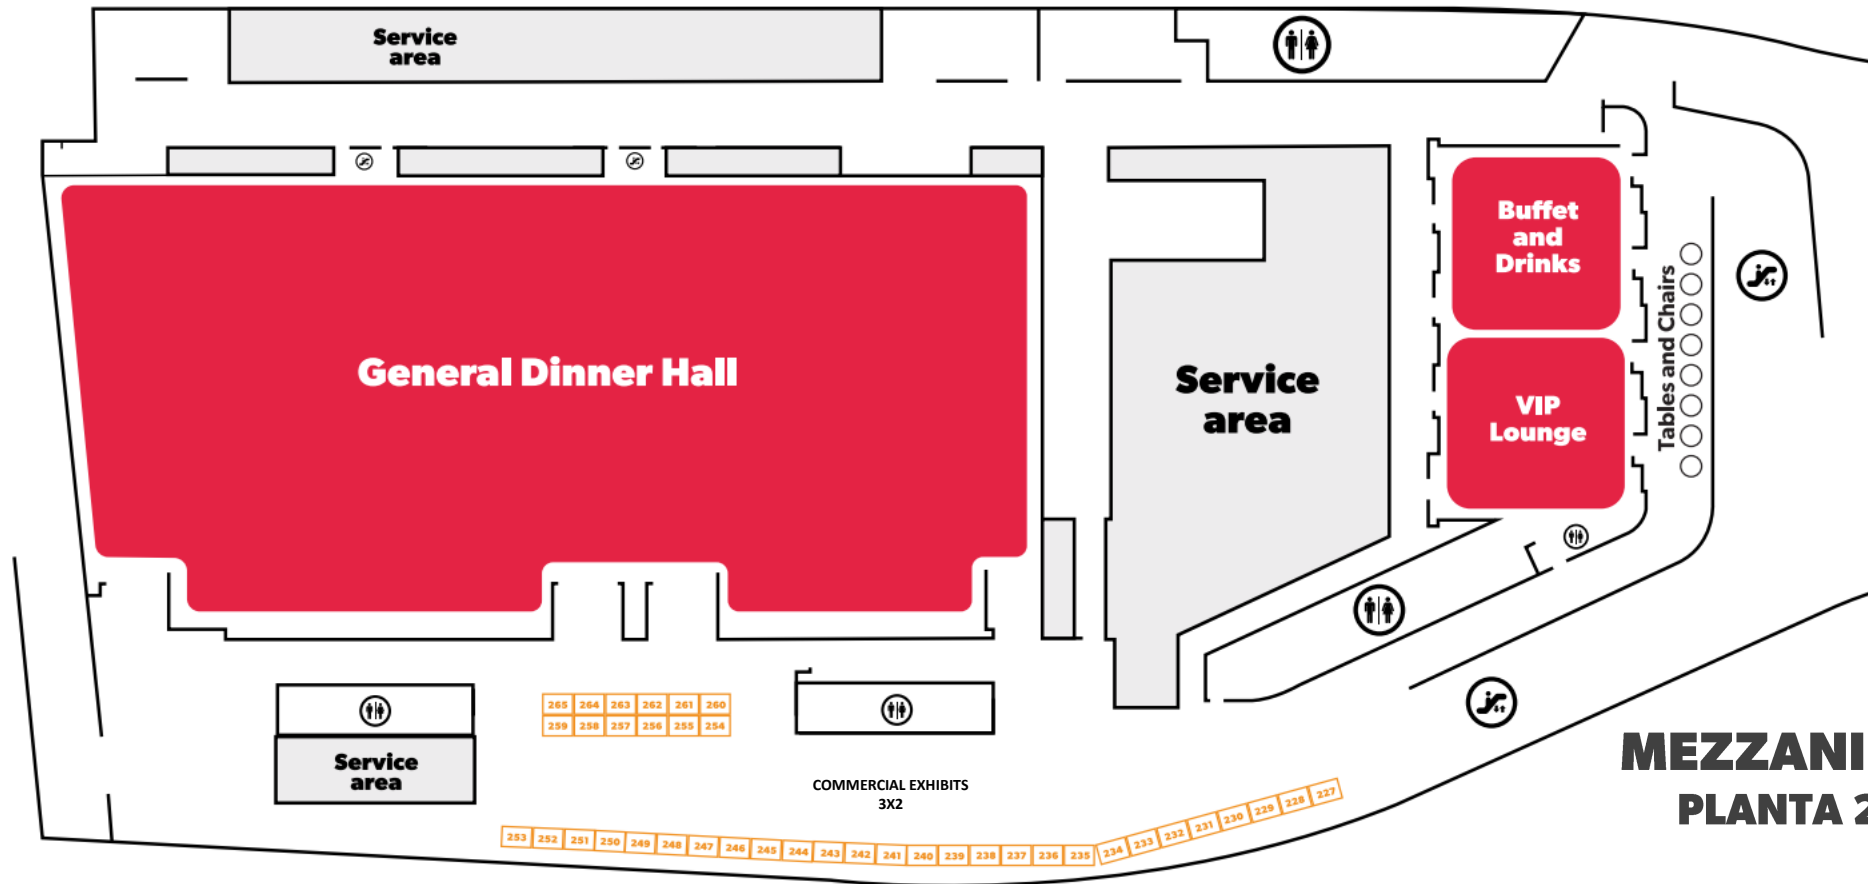 Service
area
Buffet
and
Drinks
General Dinner Hall
Service
area
VIP
Lounge
Tables and Chairs
265 264 263 262 261 260
259 258 257 256 255 254
Service
area
COMMERCIAL EXHIBITS
3X2
MEZZANI
PLANTA 2
253 252 251 250 249 248 247 246 245 244 243 242 241 240 239 238 237 236 235 234 233 232 231 230 229 228 227